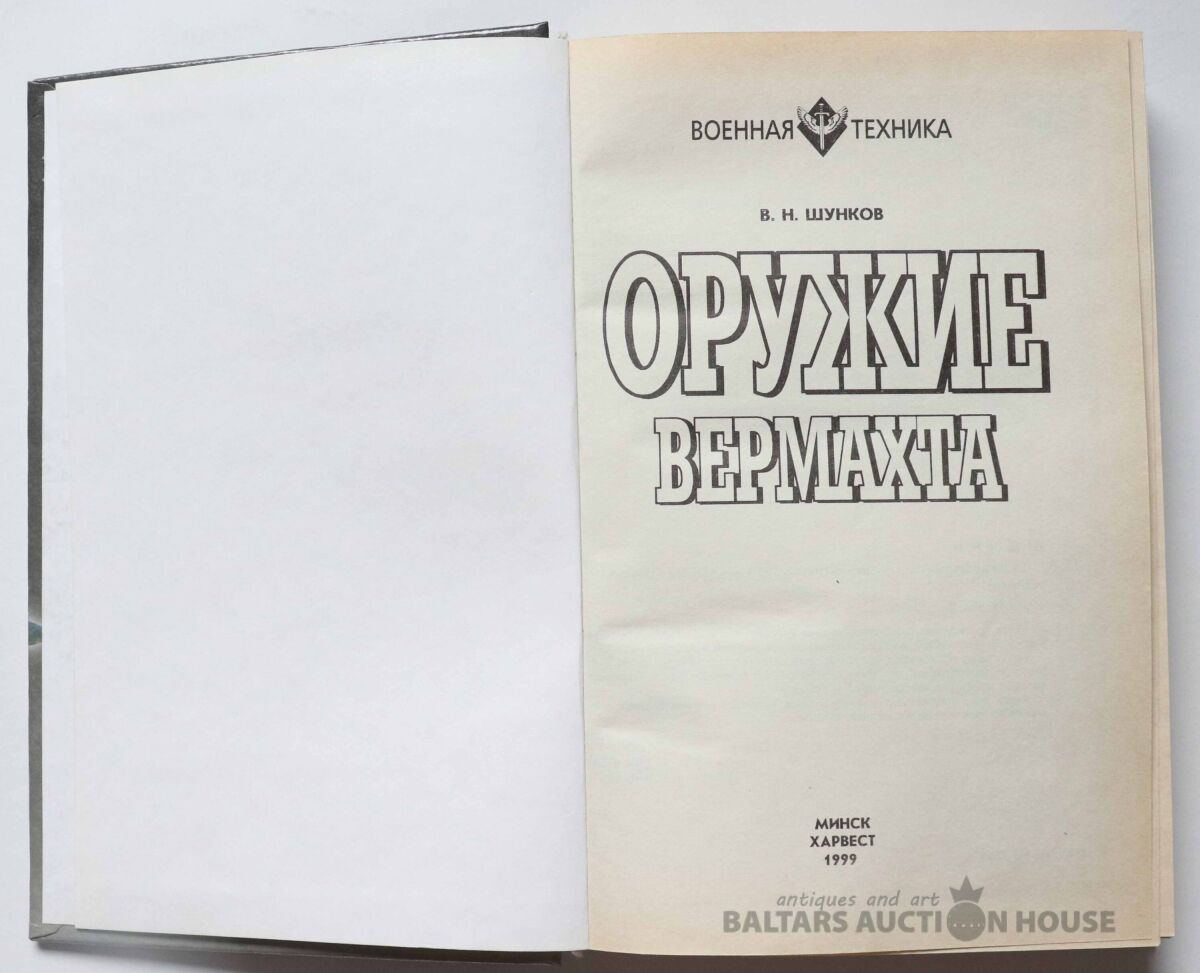 ВОЕННАЯ ТЕХНИКА
В. Н. ШУНКОВ
ОРУЖИЕ
ВЕРМАХТА
МИНСК
ХАРВЕСТ
1999
antiques and art
BALTARS AUCTION HOUSE